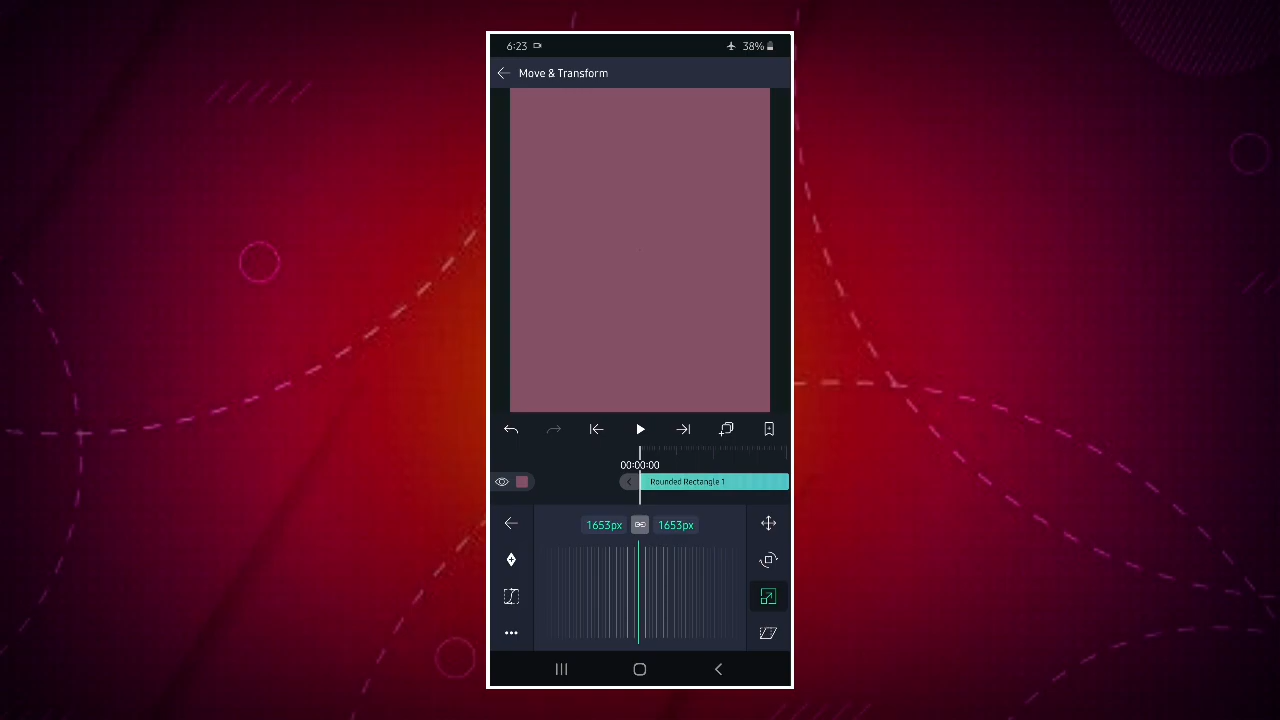 6:23 38%
Move & Transform
00:00:00
Rounded Rectangle 1
1653px 1653px